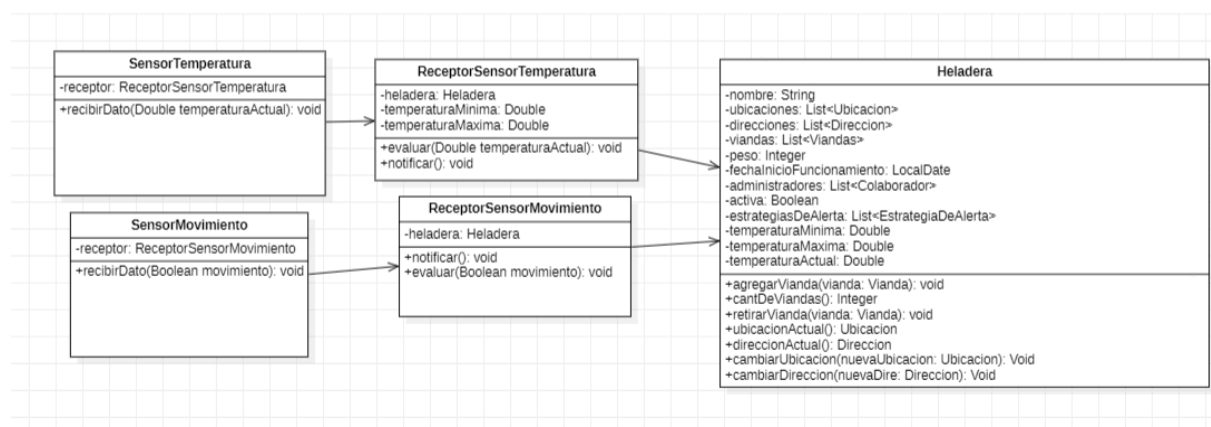 SensorTemperatura
-receptor: ReceptorSensorTemperatura
+recibirDato(Double temperaturaActual): void
ReceptorSensorTemperatura
-heladera: Heladera
-temperaturaMinima: Double
-temperaturaMaxima: Double
+evaluar(Double temperaturaActual): void
+notificar(): void
SensorMovimiento
-receptor: ReceptorSensorMovimiento
+recibirDato(Boolean movimiento): void
ReceptorSensorMovimiento
-heladera: Heladera
+notificar(): void
+evaluar(Boolean movimiento): void
Heladera
-nombre: String
-ubicaciones: List<Ubicacion>
-direcciones: List<Direccion>
-viandas: List<Viandas>
-peso: Integer
-fechaInicioFuncionamiento: LocalDate
-administradores: List<Colaborador>
-activa: Boolean
-estrategiasDeAlerta: List<EstrategiaDeAlerta>
-temperaturaMinima: Double
-temperaturaMaxima: Double
-temperaturaActual: Double
+agregarVianda(vianda: Vianda): void
+cantDeViandas(): Integer
+retirarVianda(vianda: Vianda): void
+ubicacionActual(): Ubicacion
+direccionActual(): Direccion
+cambiarUbicacion(nuevaUbicacion: Ubicacion): Void
+cambiarDireccion(nuevaDire: Direccion): Void